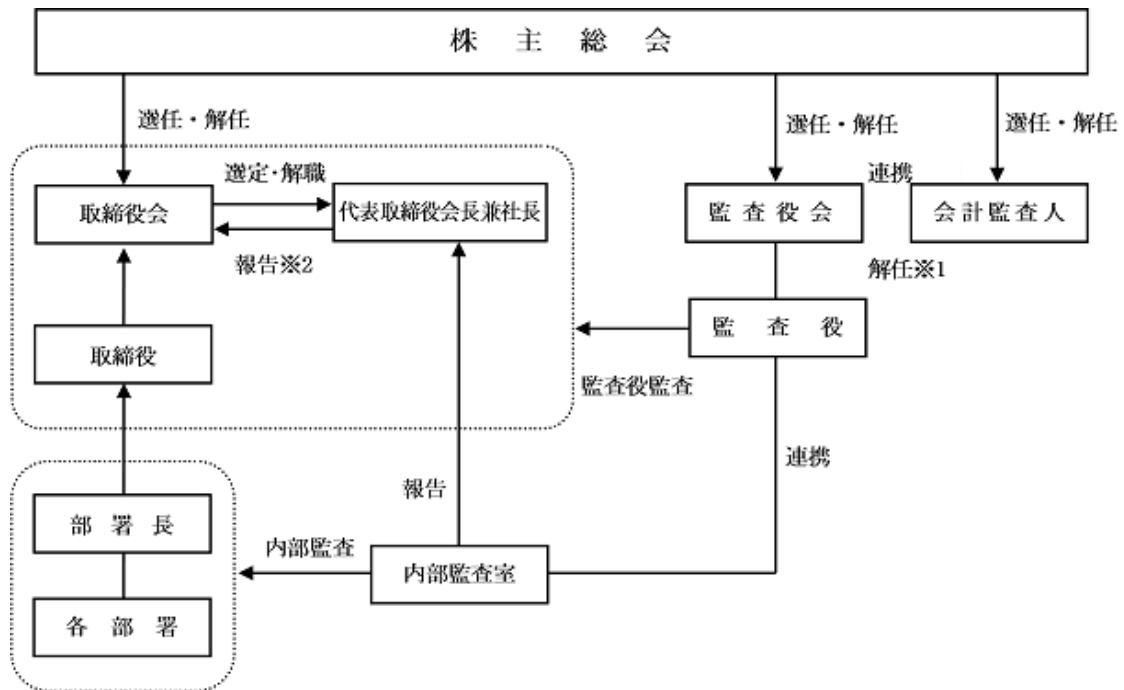 株主総会
選任・解任
選任・解任
選任・解任
選定・解職
連携
取締役会
代表取締役会長兼社長
監査役会
会計監査人
報告※2
解任※1
監査役
取締役
監査役監査
連携
報告
部署長
内部監査
内部監査室
各部署